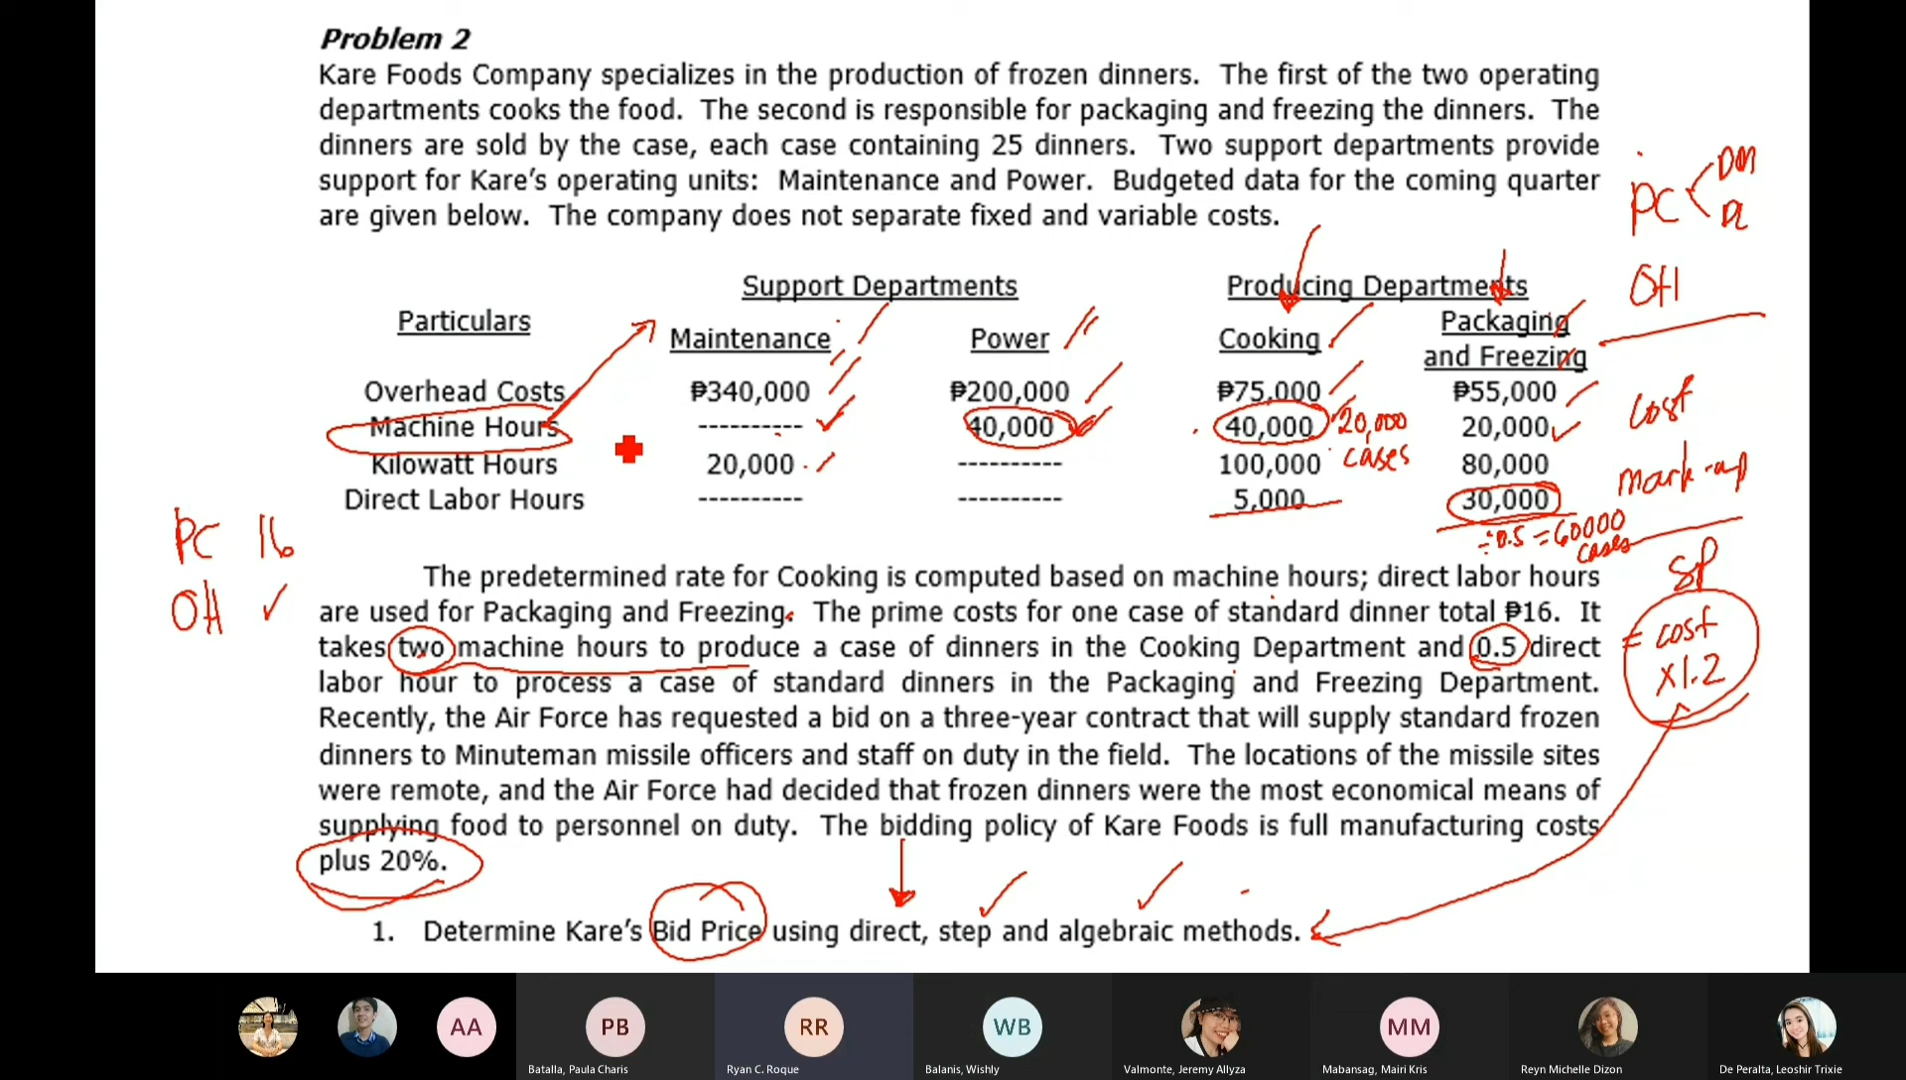 Problem 2
Kare Foods Company specializes in the production of frozen dinners. The first of the two operating
departments cooks the food. The second is responsible for packaging and freezing the dinners. The
dinners are sold by the case, each case containing 25 dinners. Two support departments provide
support for Kare's operating units: Maintenance and Power. Budgeted data for the coming quarter
are given below. The company does not separate fixed and variable costs.
PC DM
DL
OH
Support Departments Producing Departments
Particulars Maintenance Power Cooking Packaging
and Freezing
Overhead Costs ₱340,000 ₱200,000 ₱75,000 ₱55,000
Machine Hours ---------- 40,000 40,000 20,000
Kilowatt Hours 20,000 ---------- 100,000 80,000
Direct Labor Hours ---------- ---------- 5,000 30,000
20,000
cases
÷0.5 = 60000
cases
cost
mark-up
SP
= cost
x1.2
PC 16
OH ✓
The predetermined rate for Cooking is computed based on machine hours; direct labor hours
are used for Packaging and Freezing. The prime costs for one case of standard dinner total ₱16. It
takes two machine hours to produce a case of dinners in the Cooking Department and 0.5 direct
labor hour to process a case of standard dinners in the Packaging and Freezing Department.
Recently, the Air Force has requested a bid on a three-year contract that will supply standard frozen
dinners to Minuteman missile officers and staff on duty in the field. The locations of the missile sites
were remote, and the Air Force had decided that frozen dinners were the most economical means of
supplying food to personnel on duty. The bidding policy of Kare Foods is full manufacturing costs
plus 20%.
1. Determine Kare's Bid Price using direct, step and algebraic methods.
AA
PB
RR
WB
MM
Batalla, Paula Charis
Ryan C. Roque
Balanis, Wishly
Valmonte, Jeremy Allyza
Mabansag, Mairi Kris
Reyn Michelle Dizon
De Peralta, Leoshir Trixie